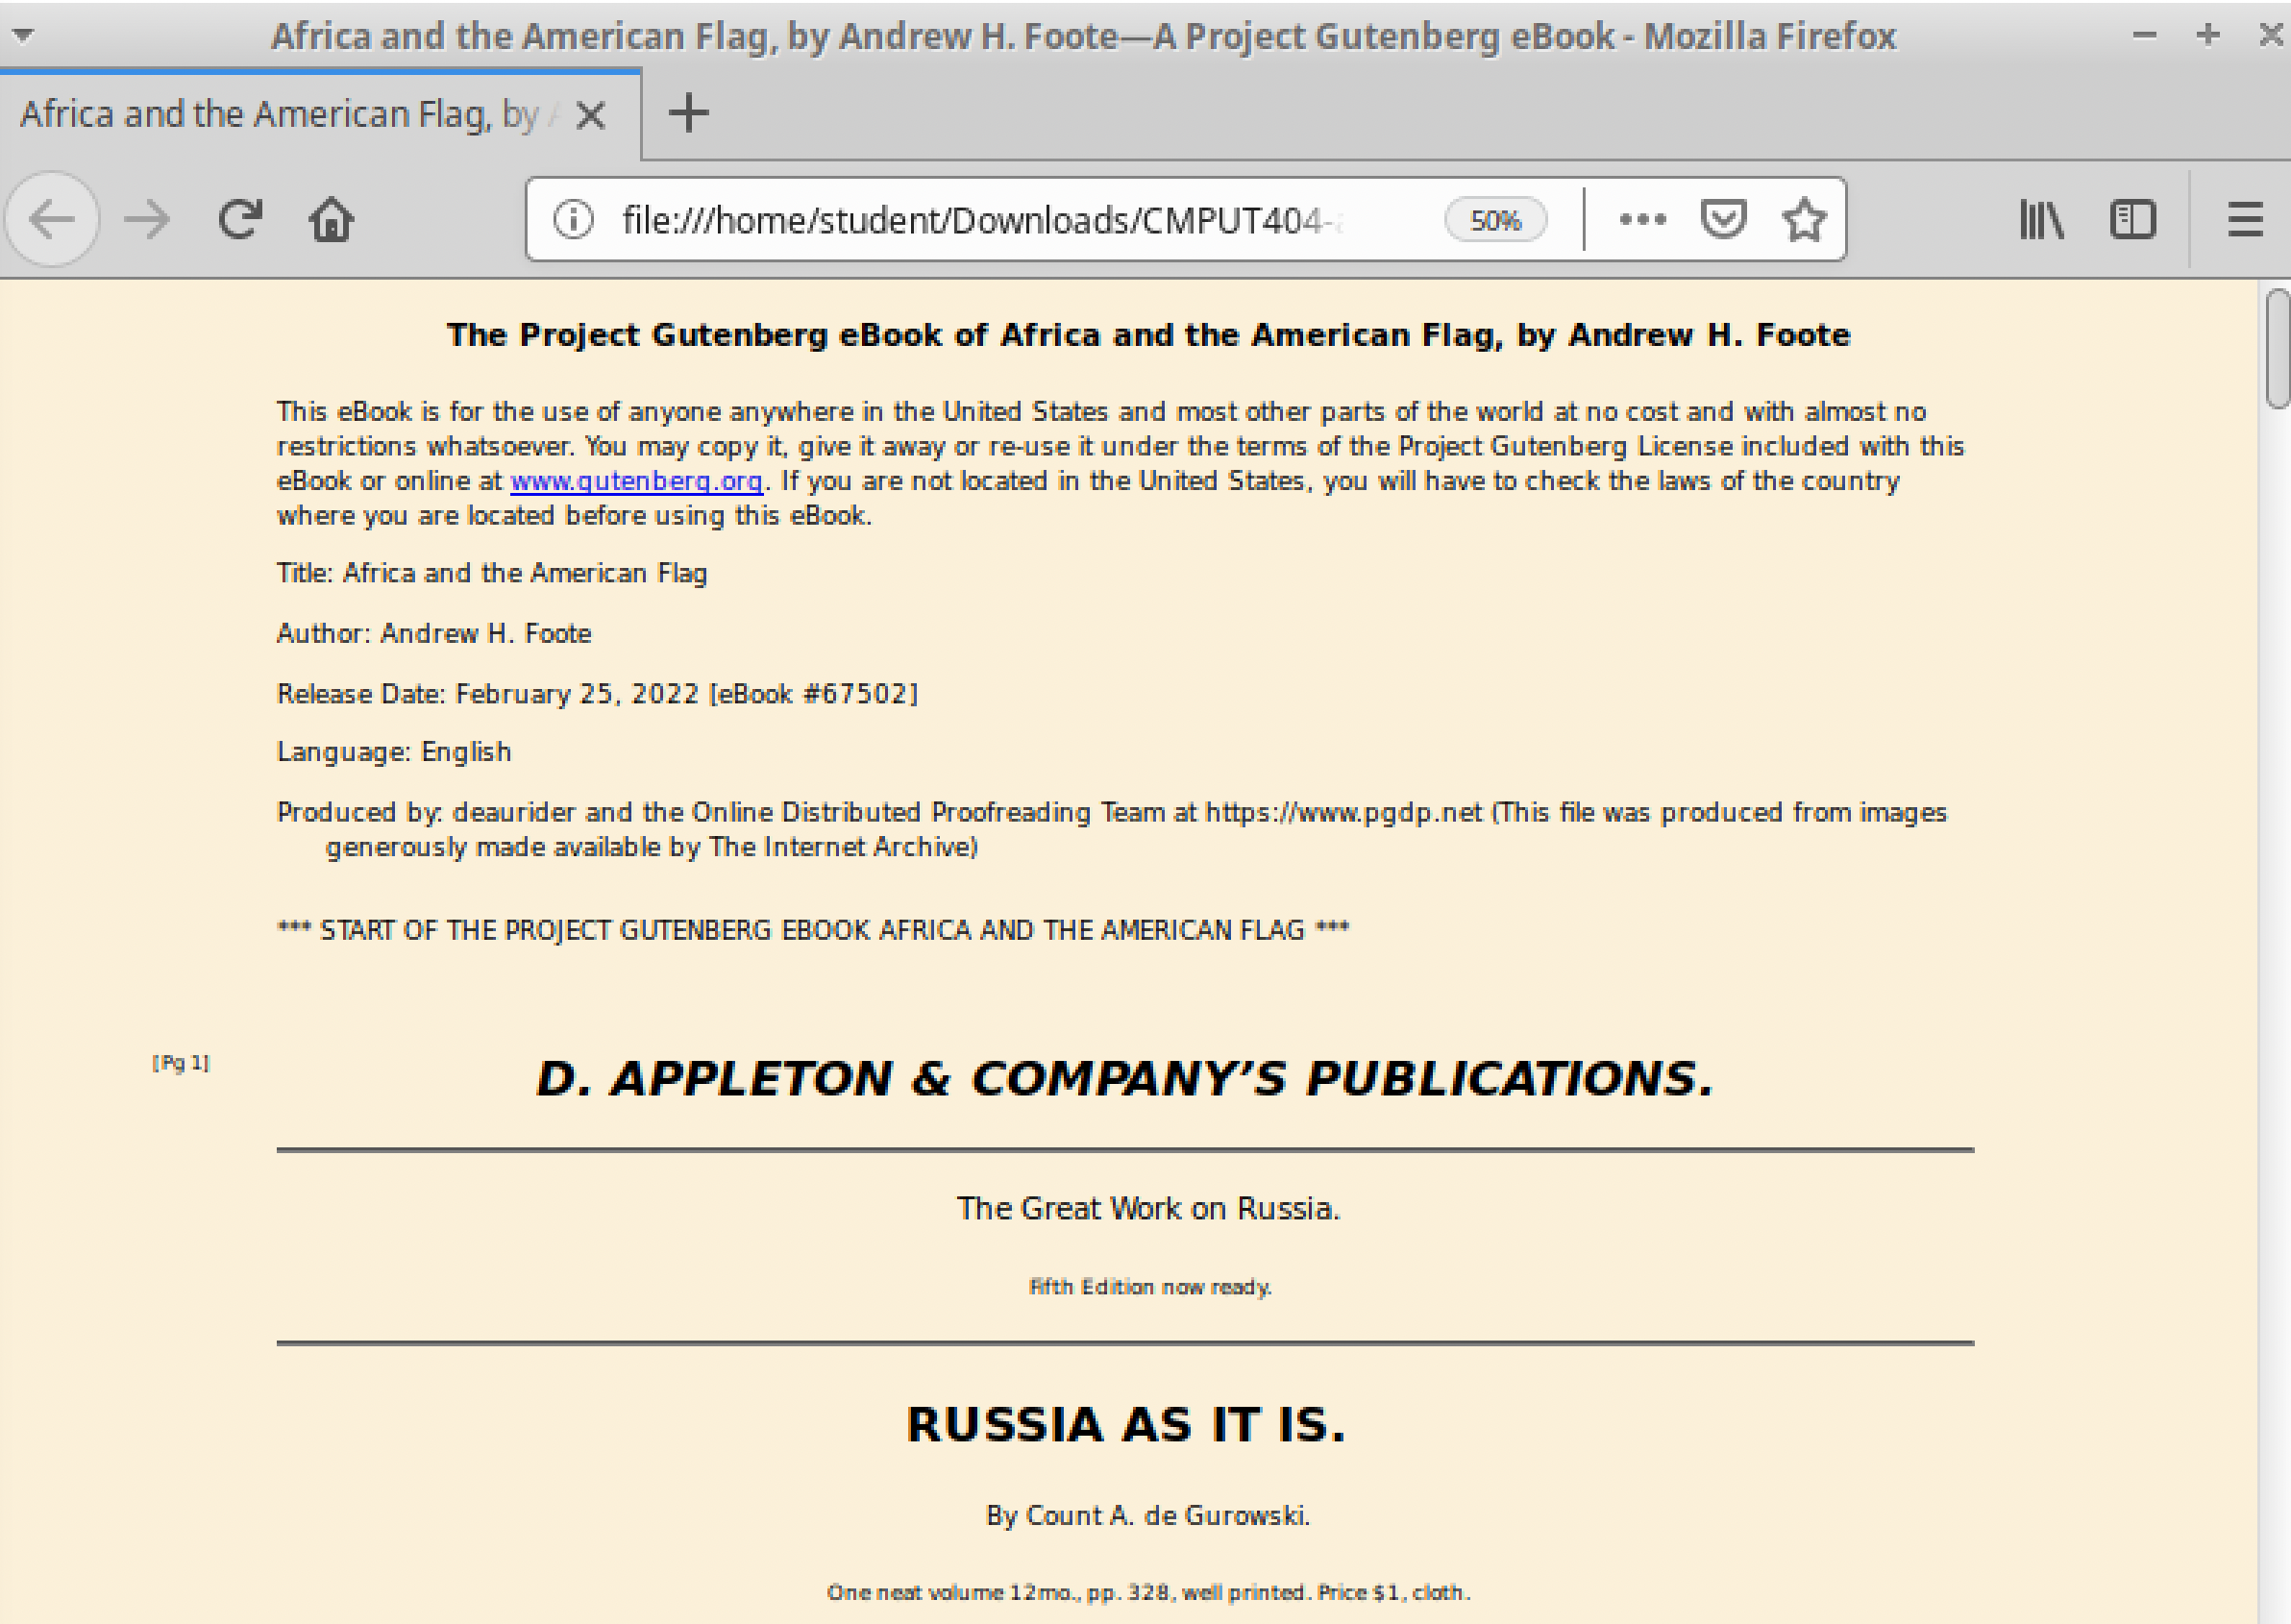 Africa and the American Flag, by Andrew H. Foote—A Project Gutenberg eBook - Mozilla Firefox
Africa and the American Flag, by
file:///home/student/Downloads/CMPUT404-
50%
The Project Gutenberg eBook of Africa and the American Flag, by Andrew H. Foote
This eBook is for the use of anyone anywhere in the United States and most other parts of the world at no cost and with almost no
restrictions whatsoever. You may copy it, give it away or re-use it under the terms of the Project Gutenberg License included with this
eBook or online at www.gutenberg.org. If you are not located in the United States, you will have to check the laws of the country
where you are located before using this eBook.
Title: Africa and the American Flag
Author: Andrew H. Foote
Release Date: February 25, 2022 [eBook #67502]
Language: English
Produced by: deaurider and the Online Distributed Proofreading Team at https://www.pgdp.net (This file was produced from images
generously made available by The Internet Archive)
*** START OF THE PROJECT GUTENBERG EBOOK AFRICA AND THE AMERICAN FLAG ***
[Pg 1]
D. APPLETON & COMPANY’S PUBLICATIONS.
The Great Work on Russia.
Fifth Edition now ready.
RUSSIA AS IT IS.
By Count A. de Gurowski.
One neat volume 12mo., pp. 328, well printed. Price $1, cloth.